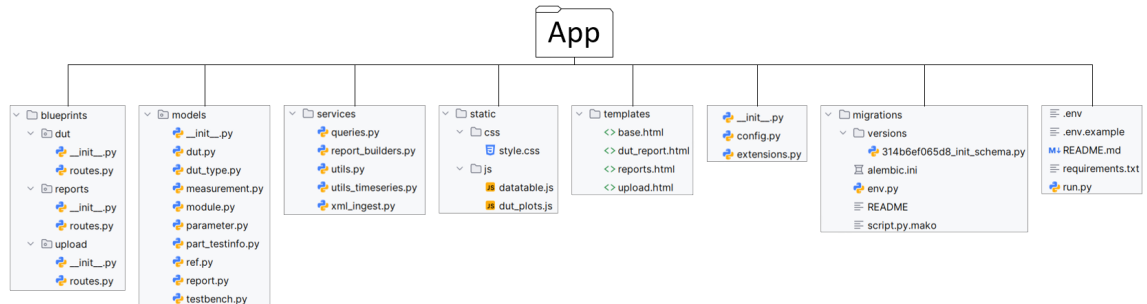 App
blueprints
dut
__init__.py
routes.py
reports
__init__.py
routes.py
upload
__init__.py
routes.py
models
__init__.py
dut.py
dut_type.py
measurement.py
module.py
parameter.py
part_testinfo.py
ref.py
report.py
testbench.py
services
queries.py
report_builders.py
utils.py
utils_timeseries.py
xml_ingest.py
static
css
style.css
js
JS datatable.js
JS dut_plots.js
templates
<> base.html
<> dut_report.html
<> reports.html
<> upload.html
__init__.py
config.py
extensions.py
migrations
versions
314b6ef065d8_init_schema.py
alembic.ini
env.py
README
script.py.mako
.env
.env.example
M↓ README.md
requirements.txt
run.py